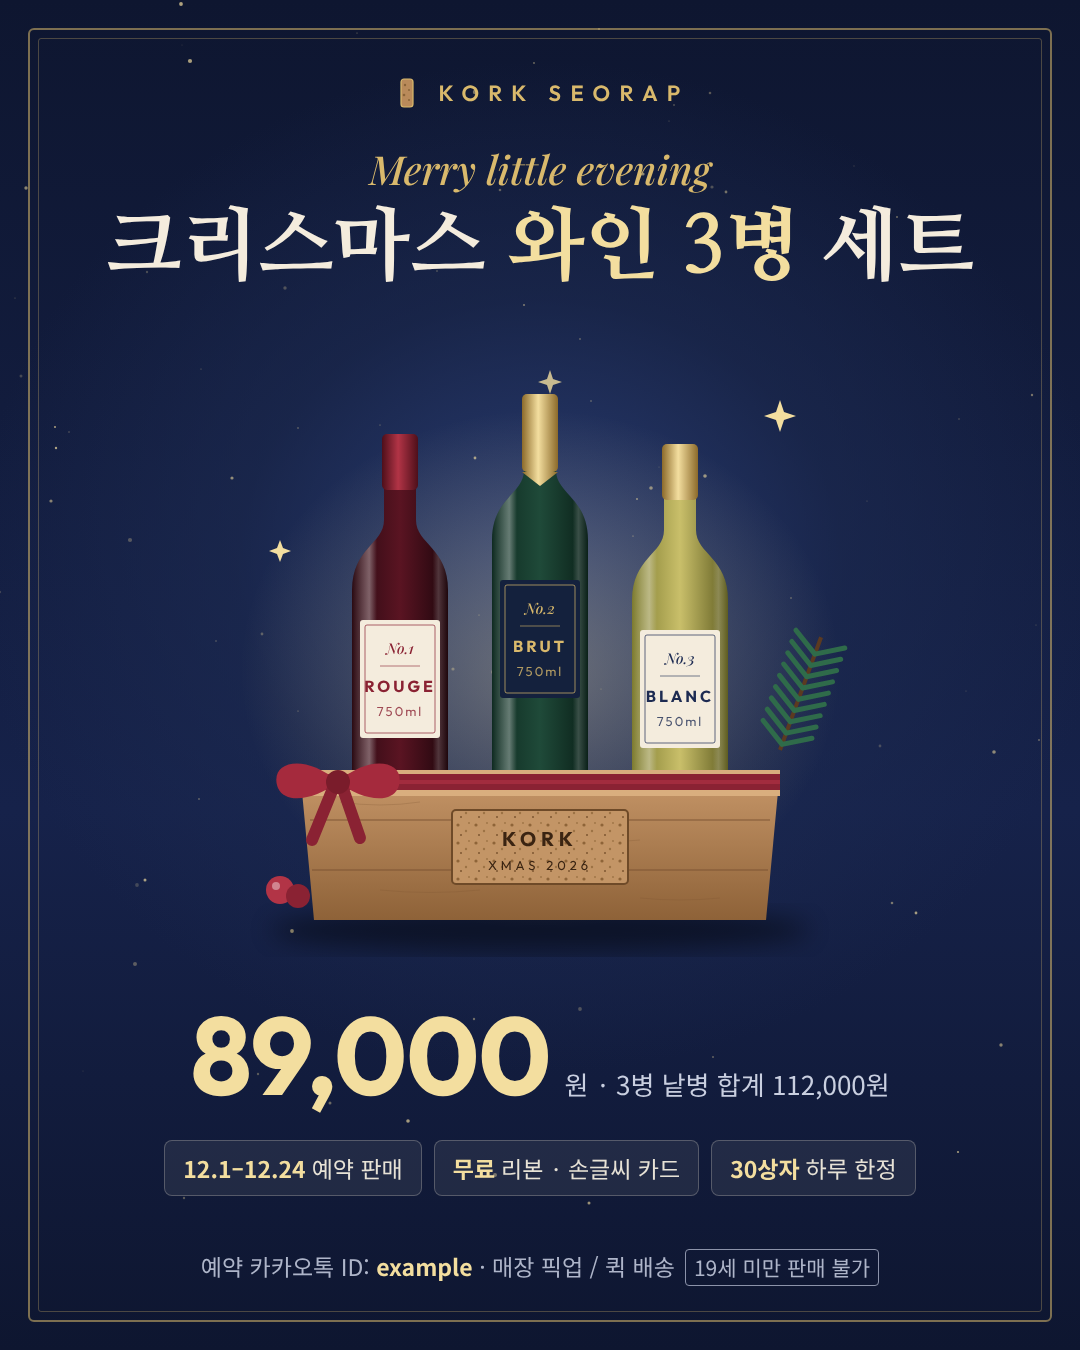 KORK SEORAP
Merry little evening
크리스마스 와인 3병 세트
No.1
ROUGE
750ml
No.2
BRUT
750ml
No.3
BLANC
750ml
KORK
XMAS 2026
89,000 원 · 3병 낱병 합계 112,000원
12.1–12.24 예약 판매
무료 리본 · 손글씨 카드
30상자 하루 한정
예약 카카오톡 ID: example · 매장 픽업 / 퀵 배송 19세 미만 판매 불가